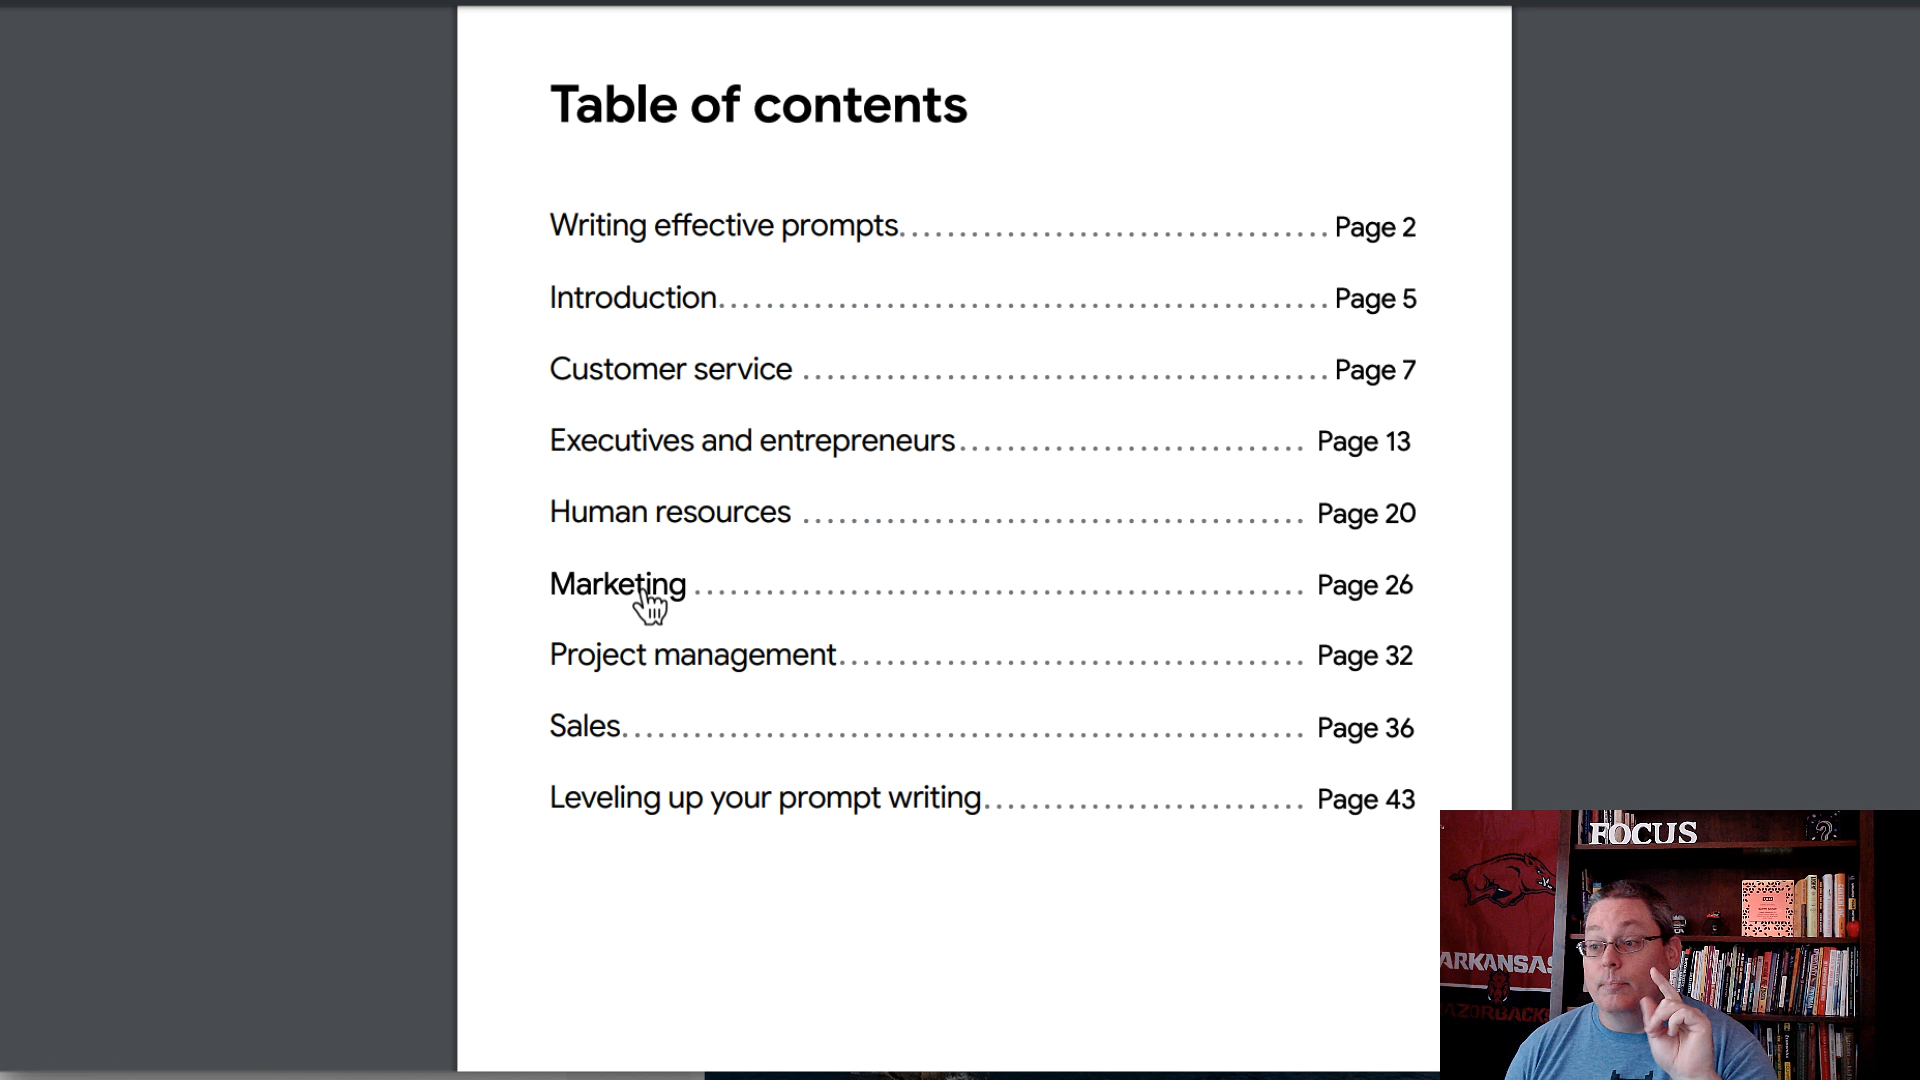 Table of contents
Writing effective prompts.................................... Page 2
Introduction................................................... Page 5
Customer service ............................................ Page 7
Executives and entrepreneurs............................. Page 13
Human resources .......................................... Page 20
Marketing ................................................... Page 26
Project management....................................... Page 32
Sales......................................................... Page 36
Leveling up your prompt writing........................... Page 43
FOCUS
ARKANSAS
RAZORBACKS